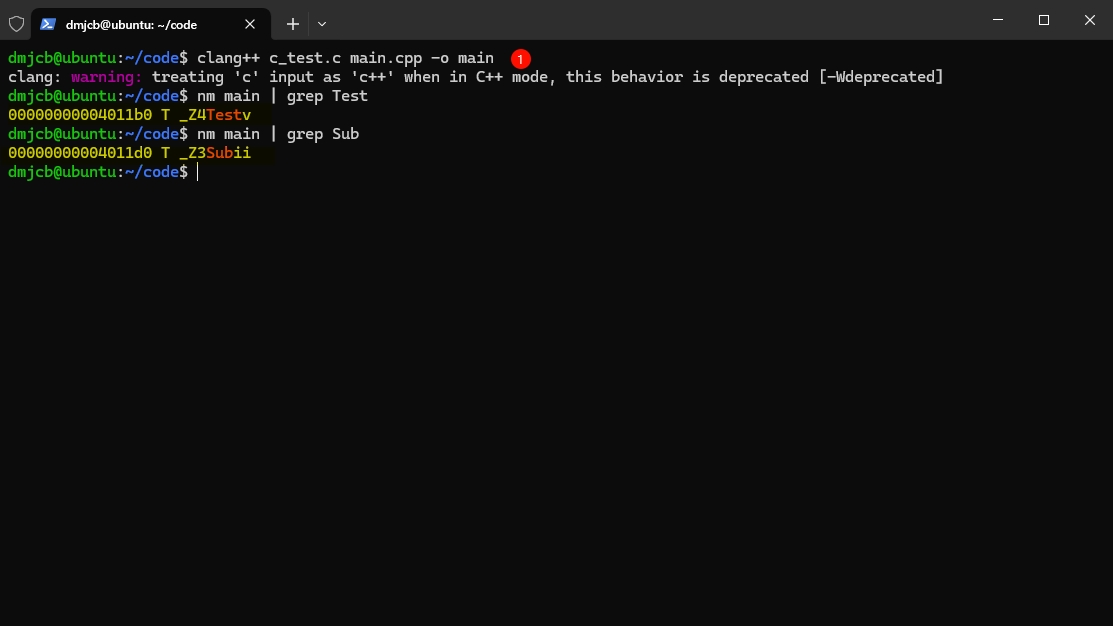 dmjcb@ubuntu: ~/code
dmjcb@ubuntu:~/code$ clang++ c_test.c main.cpp -o main 1
clang: warning: treating 'c' input as 'c++' when in C++ mode, this behavior is deprecated [-Wdeprecated]
dmjcb@ubuntu:~/code$ nm main | grep Test
00000000004011b0 T _Z4Testv
dmjcb@ubuntu:~/code$ nm main | grep Sub
00000000004011d0 T _Z3Subii
dmjcb@ubuntu:~/code$